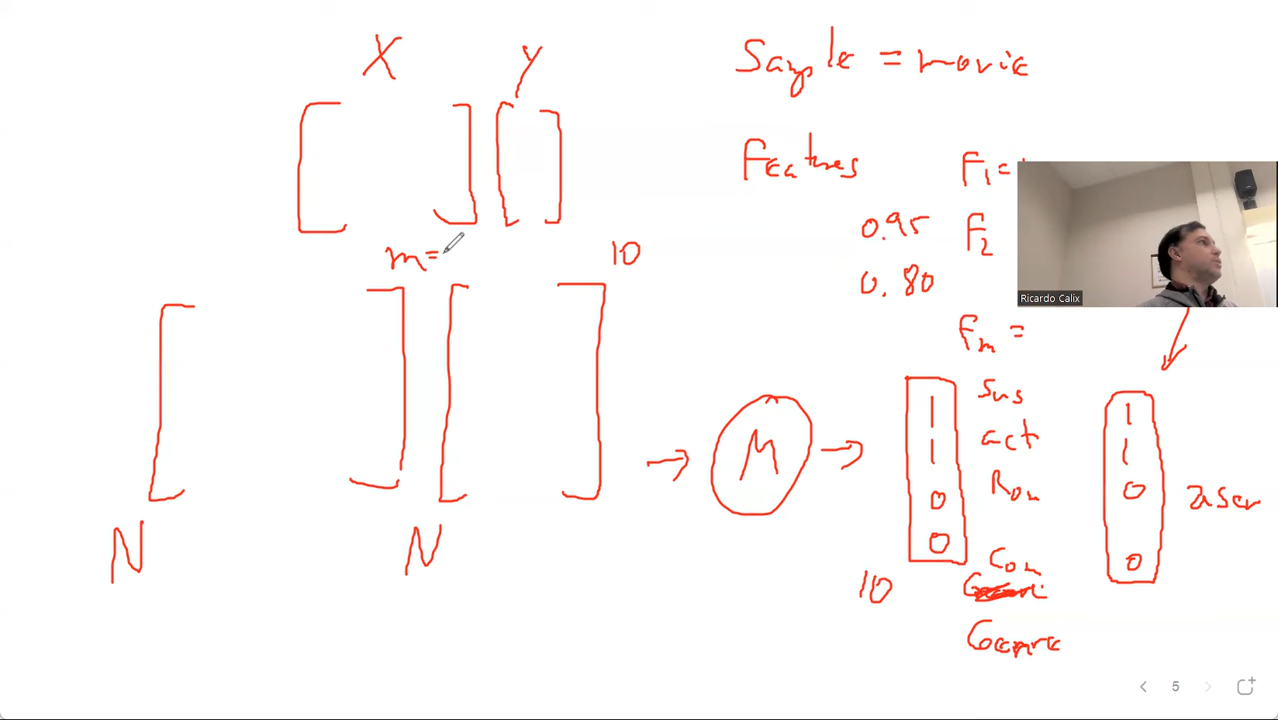 X Y
Sample = movie
Features F1 =
0.95 F2
0.80
Fm =
m= 10
N N
M
1 sus 1
1 act 1
0 Rom 0
0 Com 0
user
10
Genre
Ricardo Calix
5